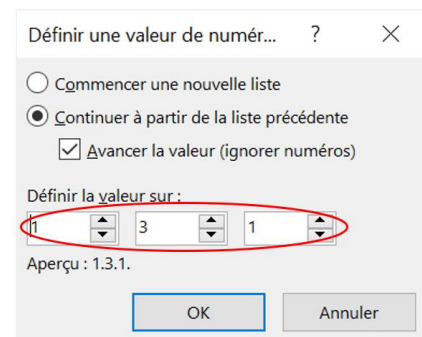 Définir une valeur de numér... ?
Commencer une nouvelle liste
Continuer à partir de la liste précédente
Avancer la valeur (ignorer numéros)
Définir la valeur sur :
1 3 1
Aperçu : 1.3.1.
OK Annuler